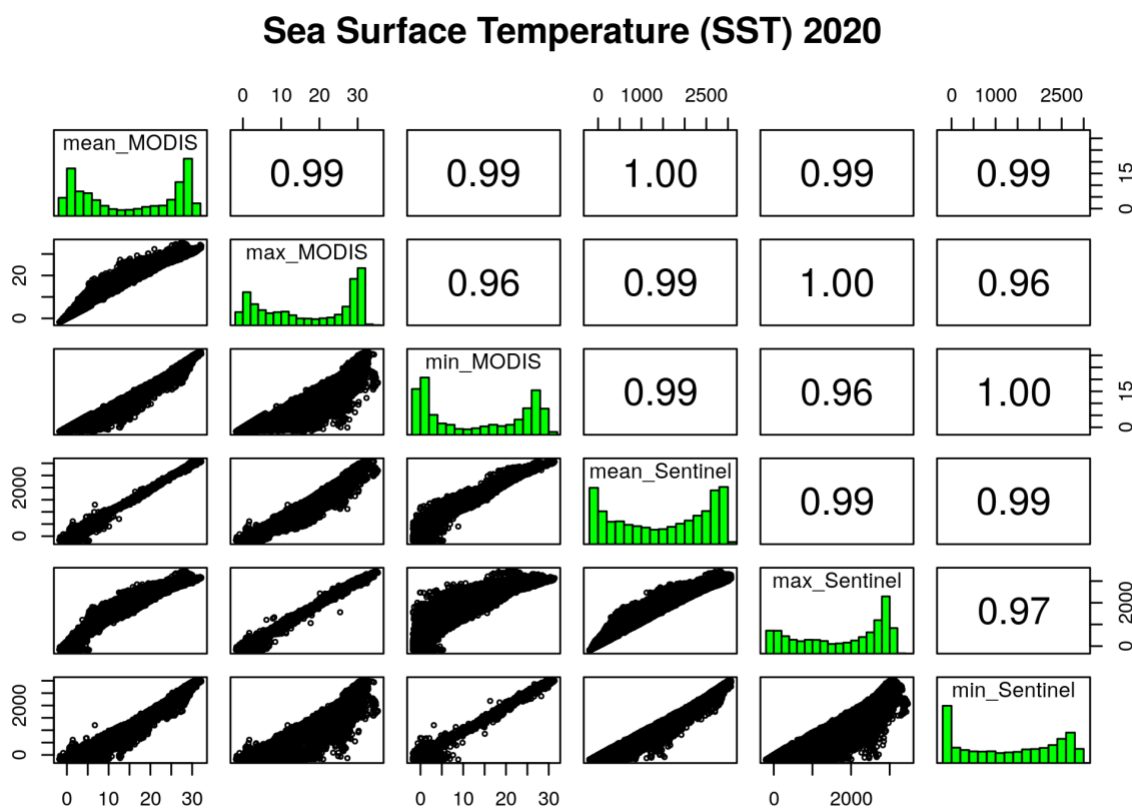 Sea Surface Temperature (SST) 2020
0 10 20 30 0 1000 2500 0 1000 2500
mean_MODIS 0.99 0.99 1.00 0.99 0.99 0 15
0 20 max_MODIS 0.96 0.99 1.00 0.96
min_MODIS 0.99 0.96 1.00 0 15
0 2000 mean_Sentinel 0.99 0.99
max_Sentinel 0.97 0 2000
0 2000 min_Sentinel
0 10 20 30 0 10 20 30 0 2000